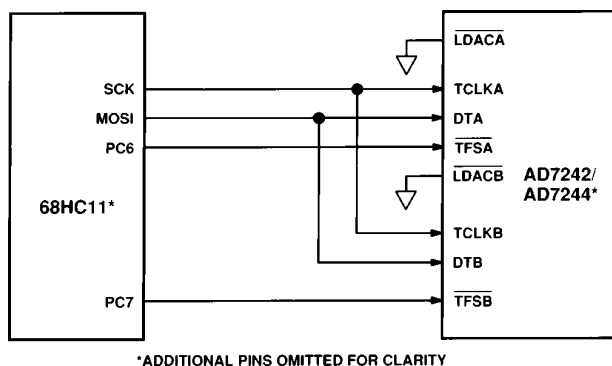 LDACA
SCK
TCLKA
MOSI
DTA
PC6
TFSA
LDACB
AD7242/
AD7244*
68HC11*
TCLKB
DTB
PC7
TFSB
*ADDITIONAL PINS OMITTED FOR CLARITY